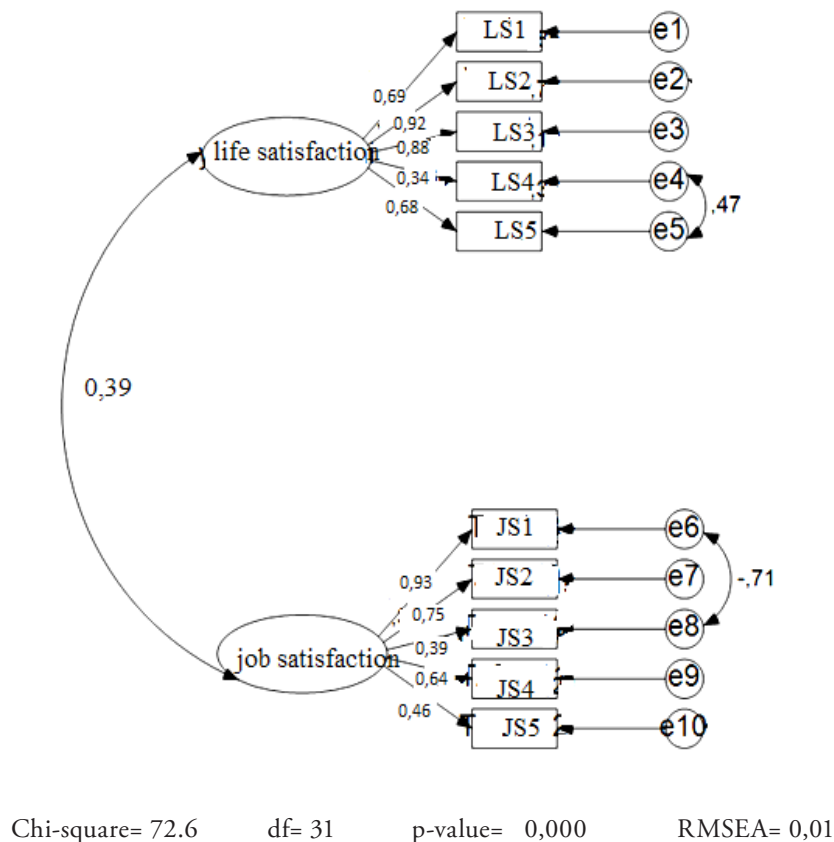 LS1 e1
LS2 e2
0,69
0,92
LS3 e3
life satisfaction 0,88
0,34 LS4 e4
,47
0,68 LS5 e5
0,39
JS1 e6
0,93
JS2 e7 -,71
0,75
JS3 e8
0,39
job satisfaction
0,64 JS4 e9
0,46 JS5 e10
Chi-square= 72.6 df= 31 p-value= 0,000 RMSEA= 0,01